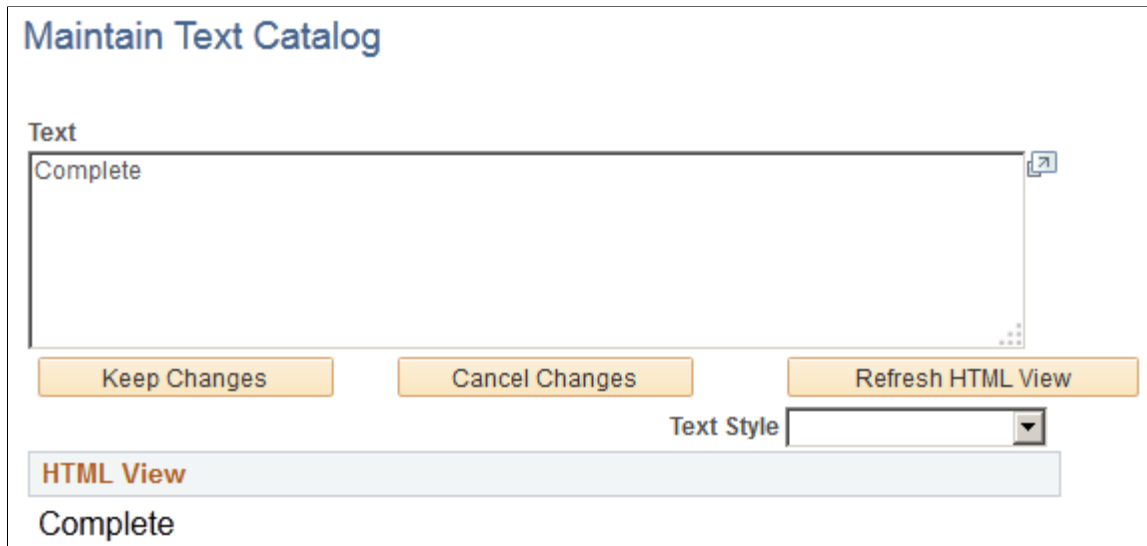 Maintain Text Catalog
Text
Complete
Keep Changes Cancel Changes Refresh HTML View
Text Style
HTML View
Complete